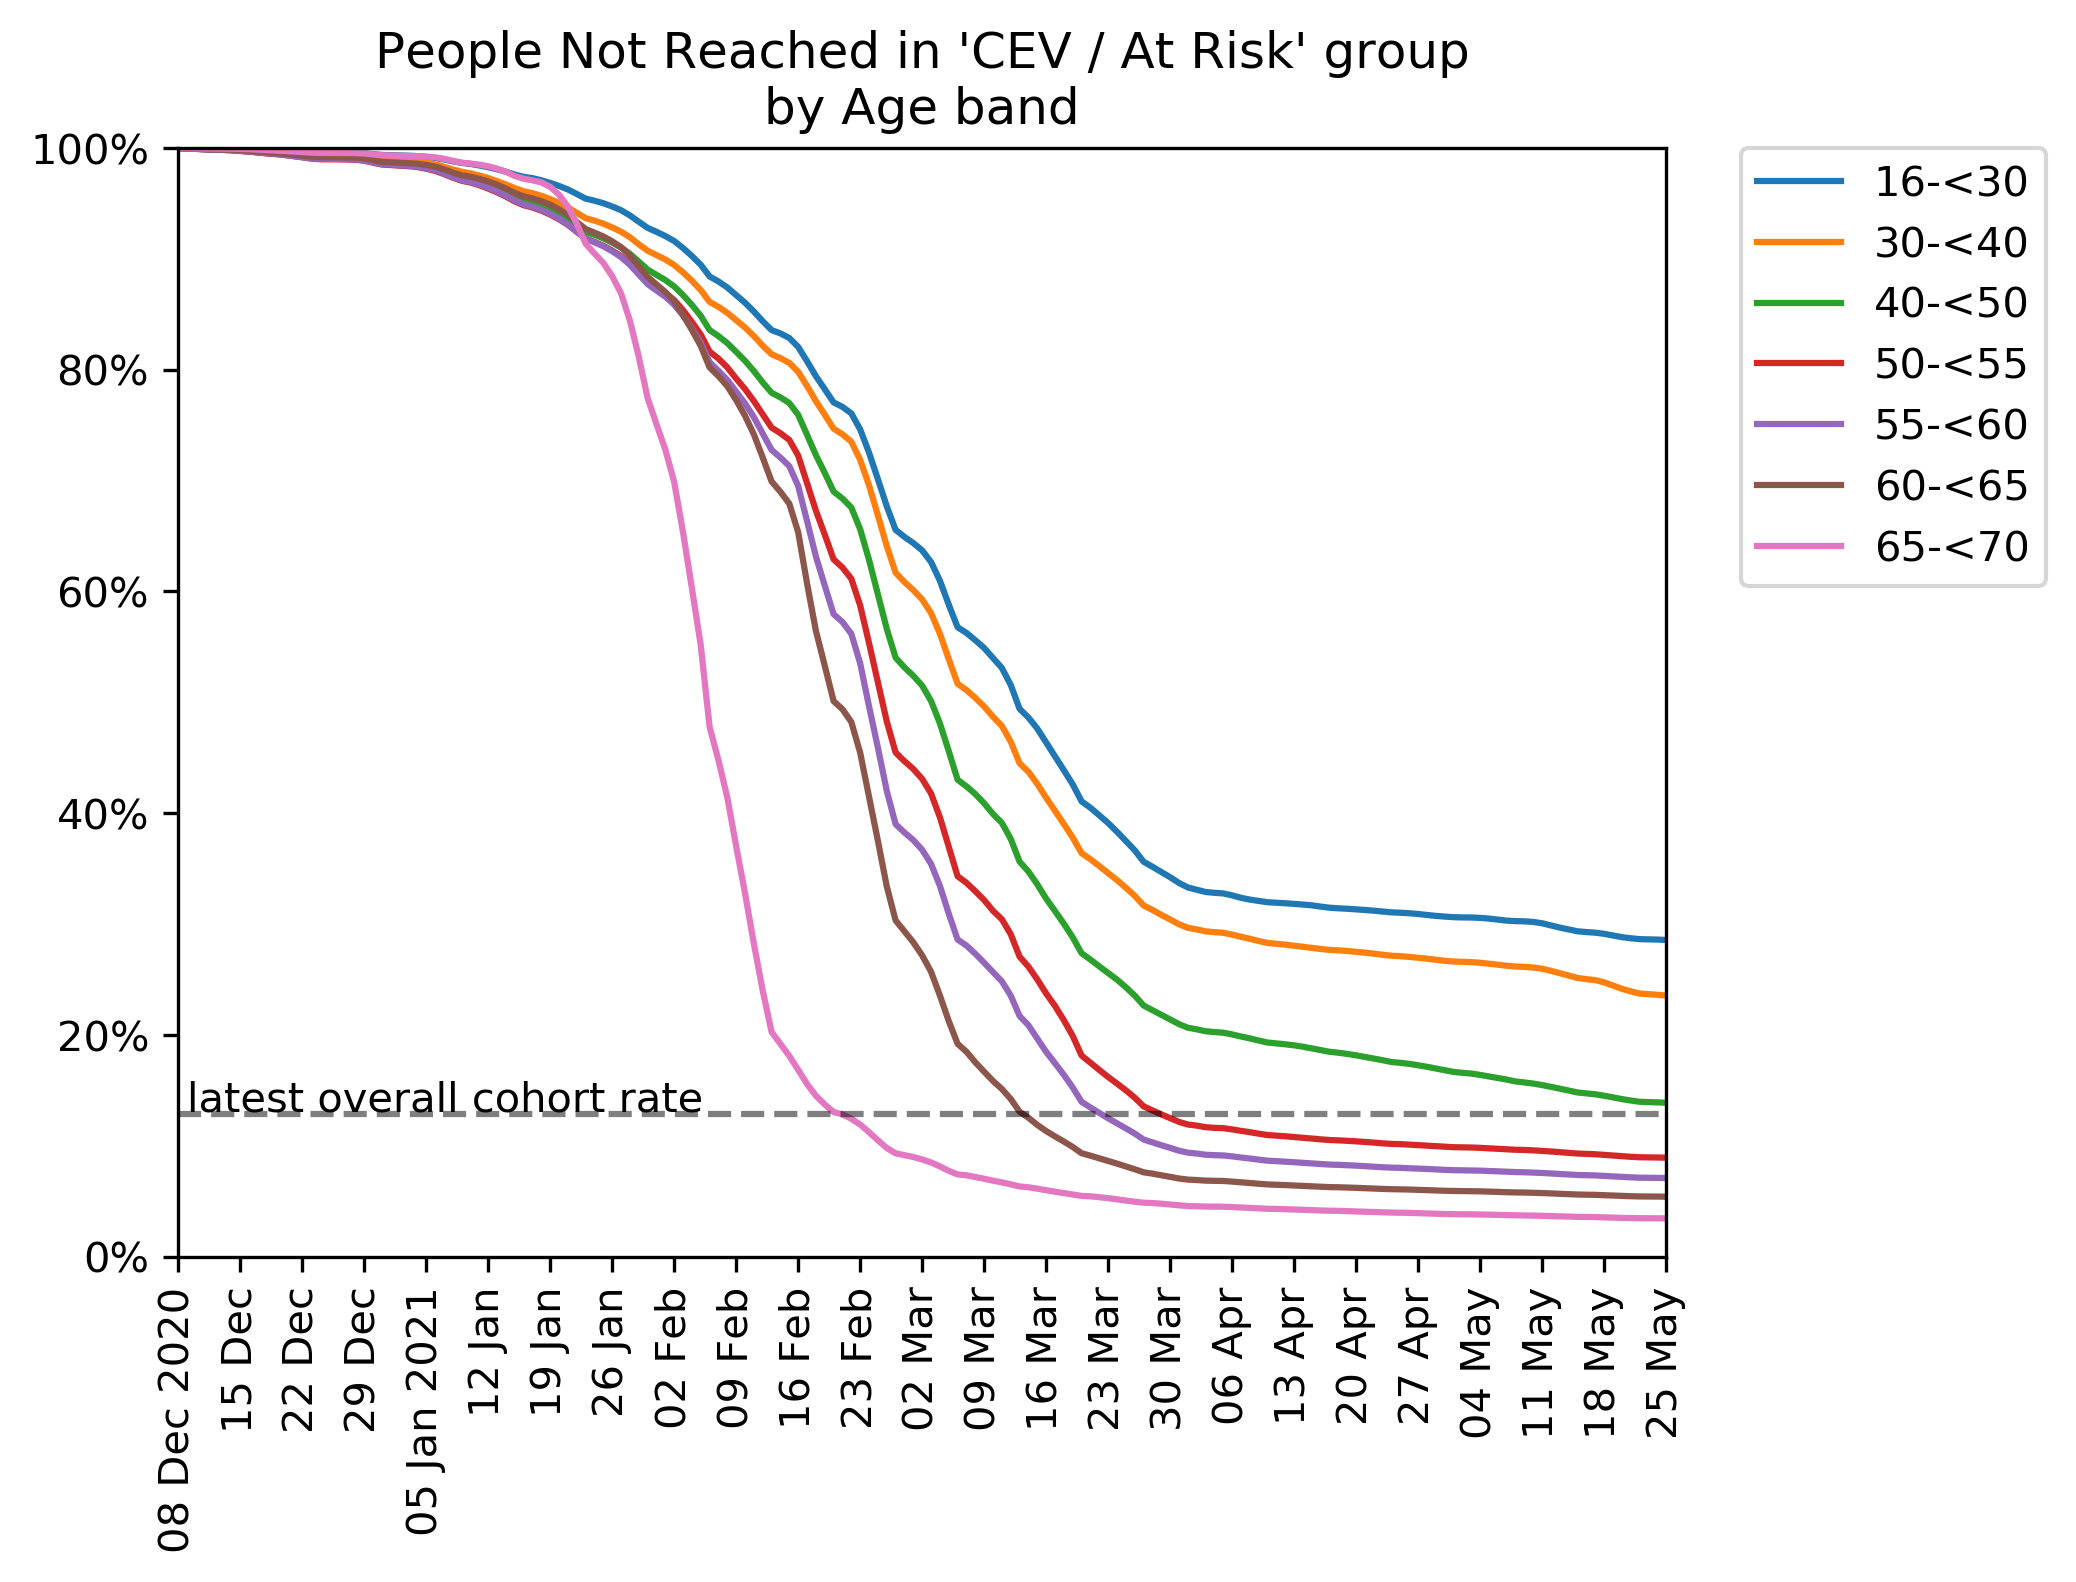 People Not Reached in 'CEV / At Risk' group
by Age band
100%
80%
60%
40%
20%
0%
latest overall cohort rate
08 Dec 2020
15 Dec
22 Dec
29 Dec
05 Jan 2021
12 Jan
19 Jan
26 Jan
02 Feb
09 Feb
16 Feb
23 Feb
02 Mar
09 Mar
16 Mar
23 Mar
30 Mar
06 Apr
13 Apr
20 Apr
27 Apr
04 May
11 May
18 May
25 May
16-<30
30-<40
40-<50
50-<55
55-<60
60-<65
65-<70